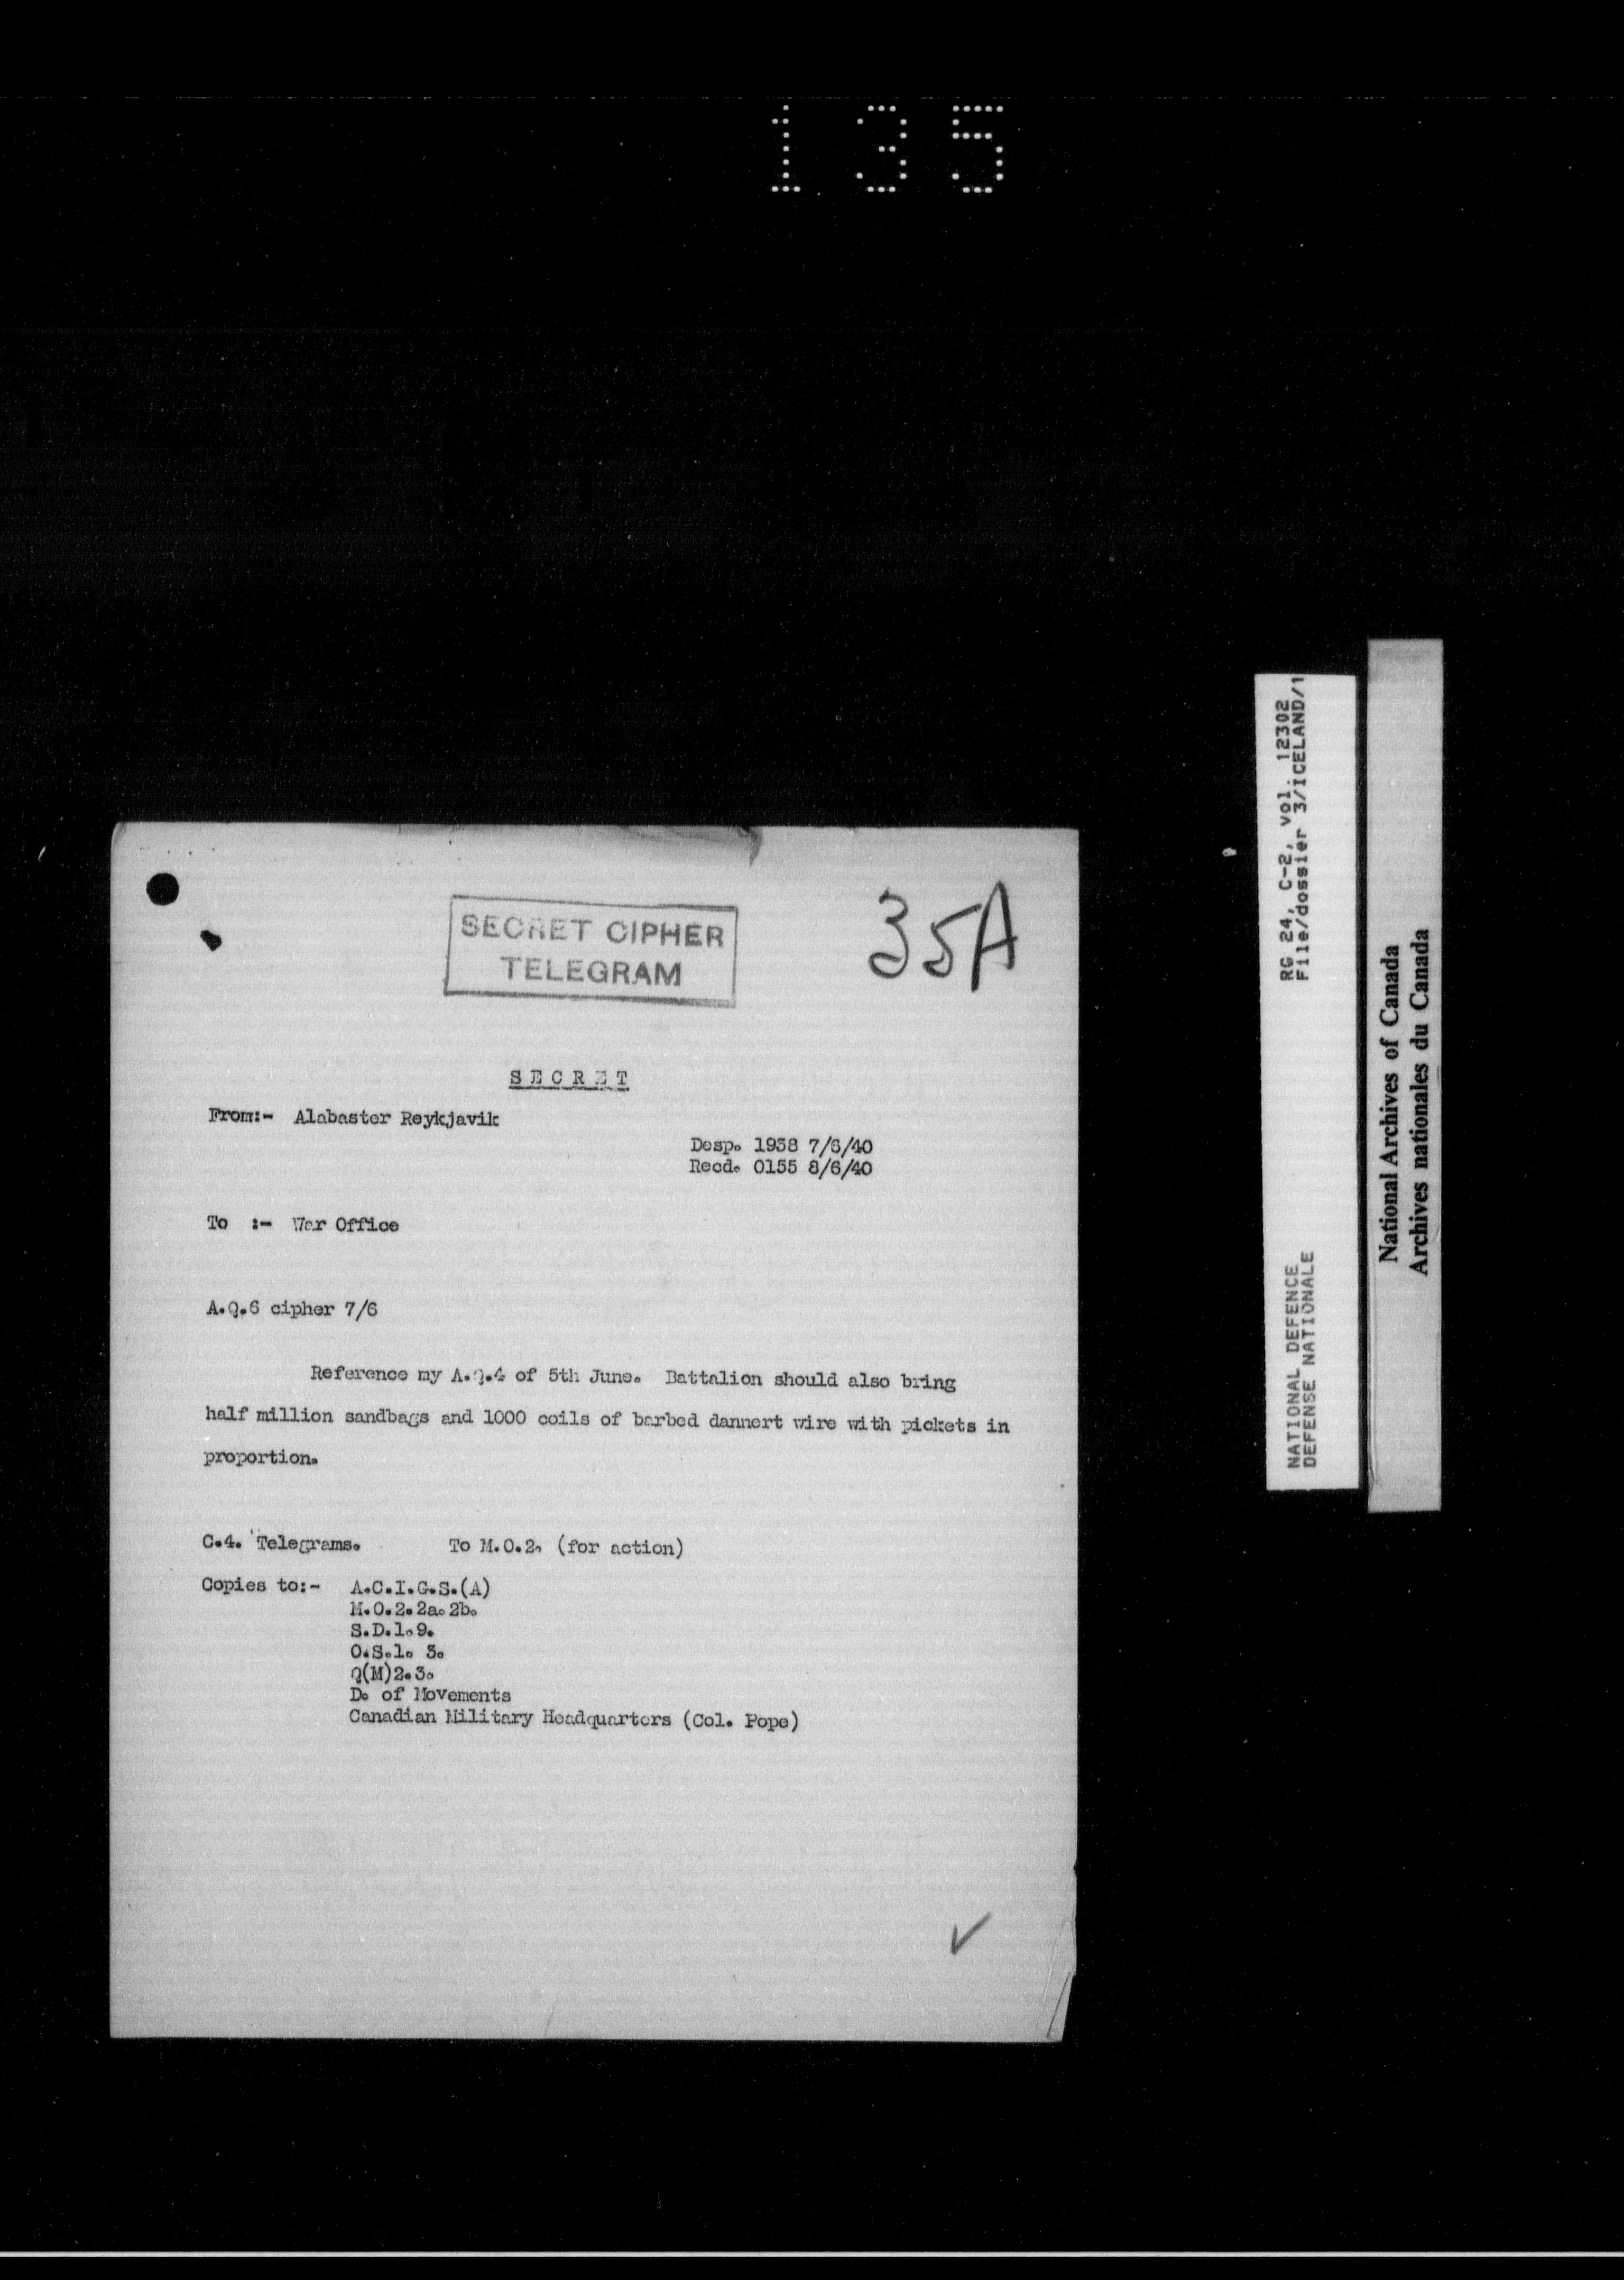 135
SECRET CIPHER
TELEGRAM
35A
SECRET
From:- Alabaster Reykjavik
Desp. 1938 7/6/40
Recd. 0155 8/6/40
To :- War Office
A.Q.6 cipher 7/6
Reference my A.Q.4 of 5th June. Battalion should also bring
half million sandbags and 1000 coils of barbed dannert wire with pickets in
proportion.
C.4. Telegrams. To M.O.2. (for action)
Copies to:- A.C.I.G.S.(A)
M.O.2.2a.2b.
S.D.1.9.
O.S.1. 3.
Q(M)2.3.
D. of Movements
Canadian Military Headquarters (Col. Pope)
RG 24, C-2, vol. 12302
File/dossier 3/ICELAND/1
NATIONAL DEFENCE
DEFENSE NATIONALE
National Archives of Canada
Archives nationales du Canada